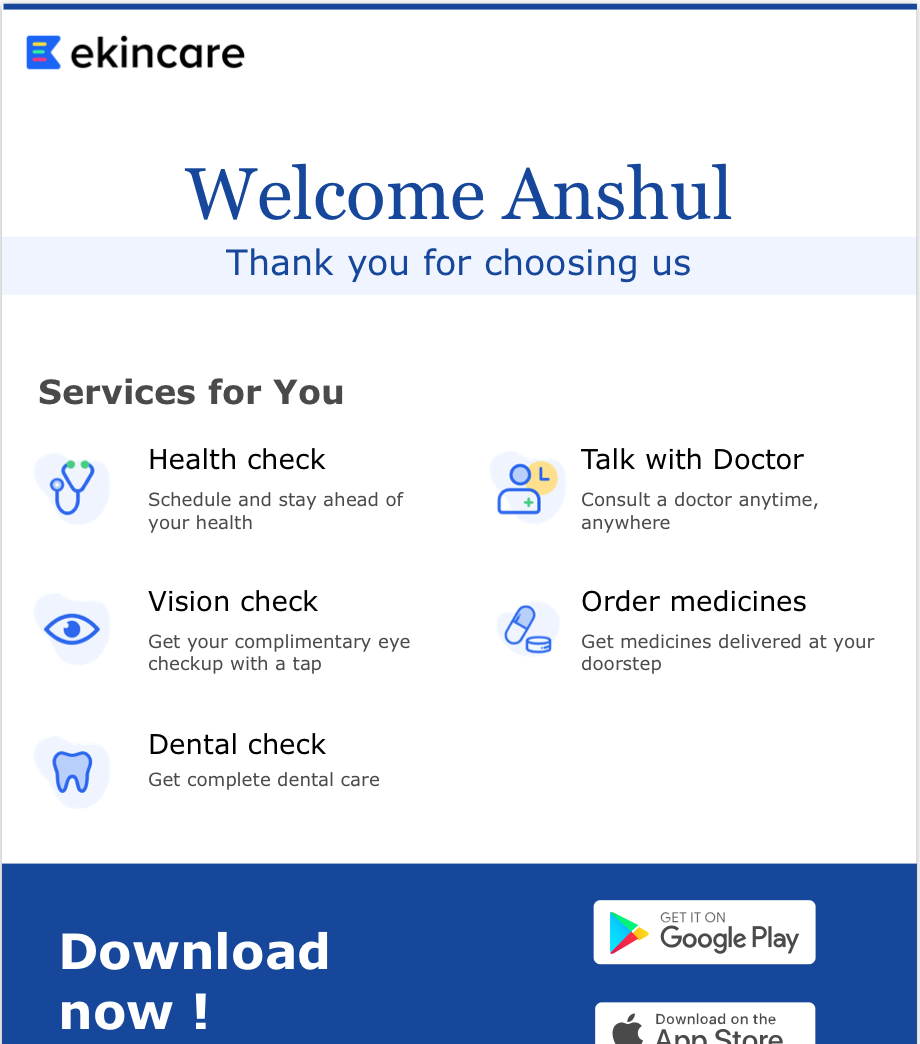 ekincare
Welcome Anshul
Thank you for choosing us
Services for You
Health check
Schedule and stay ahead of
your health
Talk with Doctor
Consult a doctor anytime,
anywhere
Vision check
Get your complimentary eye
checkup with a tap
Order medicines
Get medicines delivered at your
doorstep
Dental check
Get complete dental care
Download
now !
GET IT ON
Google Play
Download on the
App Store